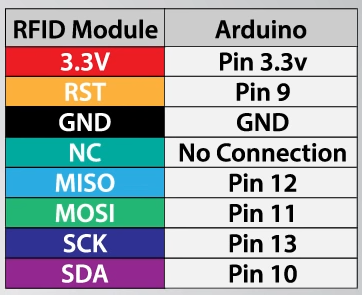 RFID Module Arduino
3.3V Pin 3.3v
RST Pin 9
GND GND
NC No Connection
MISO Pin 12
MOSI Pin 11
SCK Pin 13
SDA Pin 10